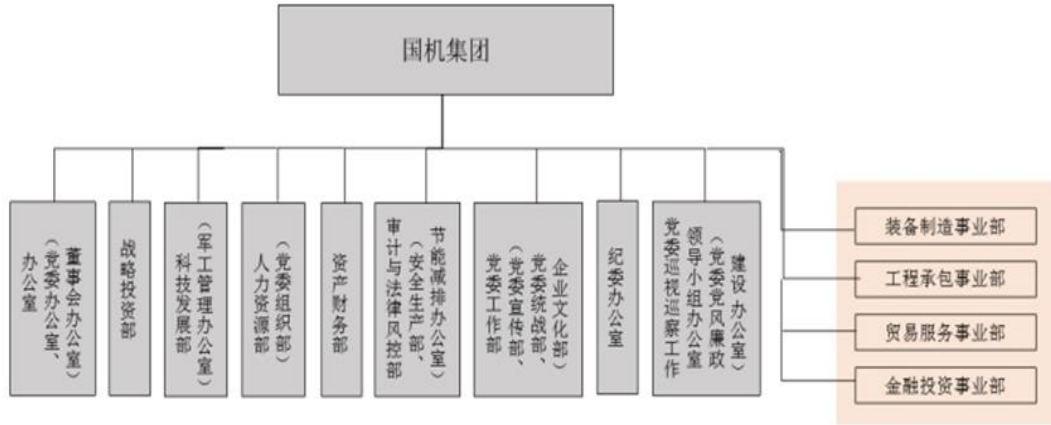 国机集团
办公室
（党委办公室、
董事会办公室）
战略投资部
科技发展部
（军工管理办公室）
人力资源部
（党委组织部）
资产财务部
审计与法律风控部
（安全生产部、
节能减排办公室）
党委工作部
（党委宣传部、
党委统战部、
企业文化部）
纪委办公室
党委巡视巡察工作
领导小组办公室
（党委党风廉政
建设 办公室）
装备制造事业部
工程承包事业部
贸易服务事业部
金融投资事业部